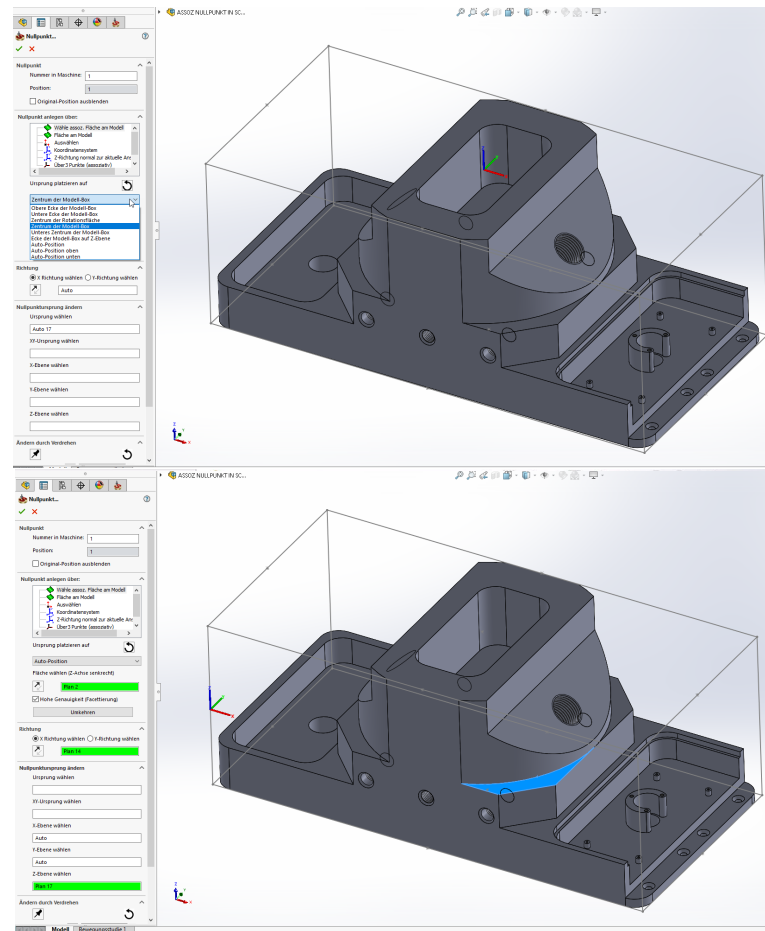 ASSOZ NULLPUNKT IN SC...
Nullpunkt...
Nullpunkt
Nummer in Maschine: 1
Position: 1
Original-Position ausblenden
Nullpunkt anlegen über:
Wähle assoz. Fläche am Modell
Fläche am Modell
Auswählen
Koordinatensystem
Z-Richtung normal zur aktuelle Ans
Über 3 Punkte (assoziativ)
Ursprung platzieren auf
Zentrum der Modell-Box
Obere Ecke der Modell-Box
Untere Ecke der Modell-Box
Zentrum der Rotationsfläche
Zentrum der Modell-Box
Unteres Zentrum der Modell-Box
Ecke der Modell-Box auf Z-Ebene
Auto-Position
Auto-Position oben
Auto-Position unten
Richtung
X Richtung wählen Y-Richtung wählen
Auto
Nullpunktursprung ändern
Ursprung wählen
Auto 17
XY-Ursprung wählen
X-Ebene wählen
Y-Ebene wählen
Z-Ebene wählen
Ändern durch Verdrehen
Z
Y
X
ASSOZ NULLPUNKT IN SC...
Nullpunkt...
Nullpunkt
Nummer in Maschine: 1
Position: 1
Original-Position ausblenden
Nullpunkt anlegen über:
Wähle assoz. Fläche am Modell
Fläche am Modell
Auswählen
Koordinatensystem
Z-Richtung normal zur aktuelle Ans
Über 3 Punkte (assoziativ)
Ursprung platzieren auf
Auto-Position
Fläche wählen (Z-Achse senkrecht)
Plan 2
Hohe Genauigkeit (Facettierung)
Umkehren
Richtung
X Richtung wählen Y-Richtung wählen
Plan 14
Nullpunktursprung ändern
Ursprung wählen
XY-Ursprung wählen
X-Ebene wählen
Auto
Y-Ebene wählen
Auto
Z-Ebene wählen
Plan 17
Ändern durch Verdrehen
Z
Y
X
Modell Bewegungsstudie 1